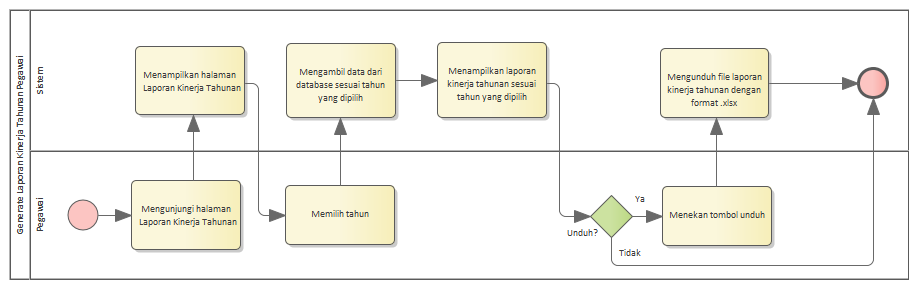 Generate Laporan Kinerja Tahunan Pegawai
Sistem
Menampilkan halaman
Laporan Kinerja Tahunan
Mengambil data dari
database sesuai tahun
yang dipilih
Menampilkan laporan
kinerja tahunan sesuai
tahun yang dipilih
Mengunduh file laporan
kinerja tahunan dengan
format .xlsx
Pegawai
Mengunjungi halaman
Laporan Kinerja Tahunan
Memilih tahun
Unduh?
Ya
Tidak
Menekan tombol unduh